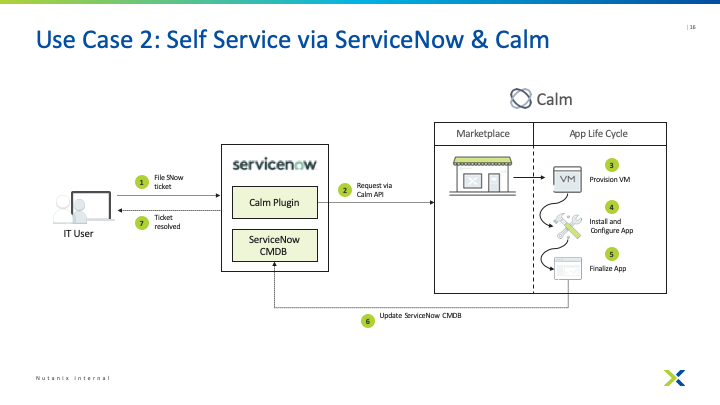 | 16
Use Case 2: Self Service via ServiceNow & Calm
Calm
Marketplace
App Life Cycle
servicenow
1
File SNow
ticket
2
Request via
Calm API
VM
3
Provision VM
Calm Plugin
7
Ticket
resolved
4
Install and
Configure App
IT User
ServiceNow
CMDB
5
Finalize App
6
Update ServiceNow CMDB
Nutanix Internal